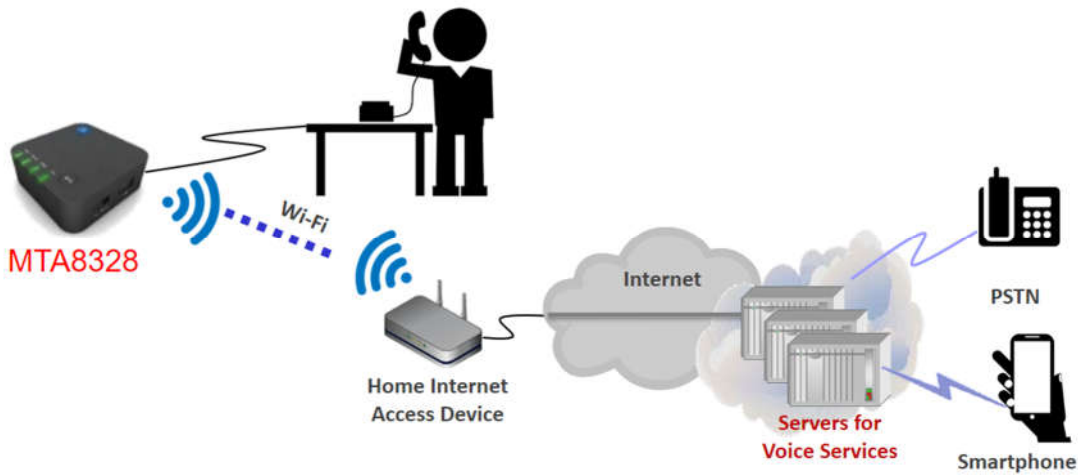 MTA8328
Wi-Fi
Home Internet
Access Device
Internet
Servers for
Voice Services
PSTN
Smartphone